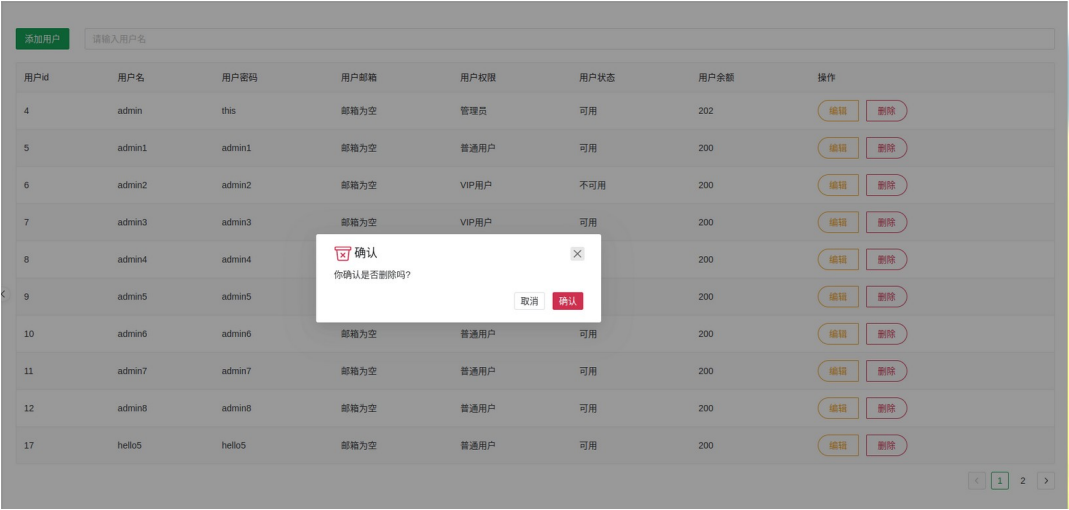 添加用户 请输入用户名
用户id 用户名 用户密码 用户邮箱 用户权限 用户状态 用户余额 操作
4 admin this 邮箱为空 管理员 可用 202 编辑 删除
5 admin1 admin1 邮箱为空 普通用户 可用 200 编辑 删除
6 admin2 admin2 邮箱为空 VIP用户 不可用 200 编辑 删除
7 admin3 admin3 邮箱为空 VIP用户 可用 200 编辑 删除
8 admin4 admin4 200 编辑 删除
9 admin5 admin5 200 编辑 删除
确认
你确认是否删除吗?
取消 确认
10 admin6 admin6 邮箱为空 普通用户 可用 200 编辑 删除
11 admin7 admin7 邮箱为空 普通用户 可用 200 编辑 删除
12 admin8 admin8 邮箱为空 普通用户 可用 200 编辑 删除
17 hello5 hello5 邮箱为空 普通用户 可用 200 编辑 删除
1 2